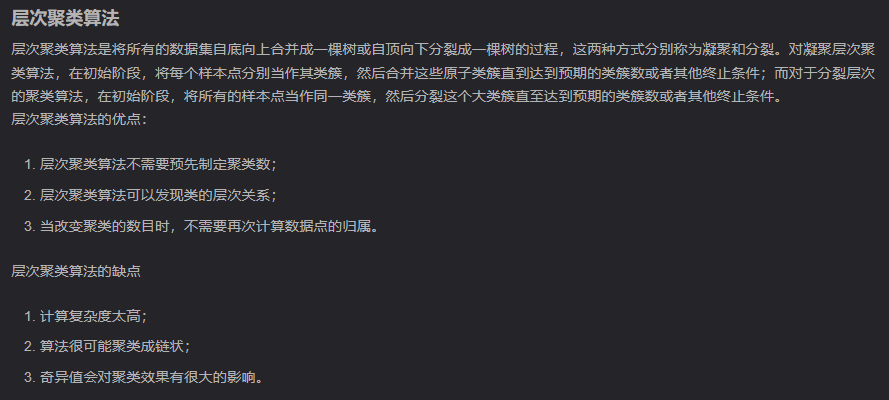 层次聚类算法
层次聚类算法是将所有的数据集自底向上合并成一棵树或自顶向下分裂成一棵树的过程，这两种方式分别称为凝聚和分裂。对凝聚层次聚
类算法，在初始阶段，将每个样本点分别当作其类簇，然后合并这些原子类簇直到达到预期的类簇数或者其他终止条件；而对于分裂层次
的聚类算法，在初始阶段，将所有的样本点当作同一类簇，然后分裂这个大类簇直至达到预期的类簇数或者其他终止条件。
层次聚类算法的优点：
1. 层次聚类算法不需要预先制定聚类数；
2. 层次聚类算法可以发现类的层次关系；
3. 当改变聚类的数目时，不需要再次计算数据点的归属。
层次聚类算法的缺点
1. 计算复杂度太高；
2. 算法很可能聚类成链状；
3. 奇异值会对聚类效果有很大的影响。